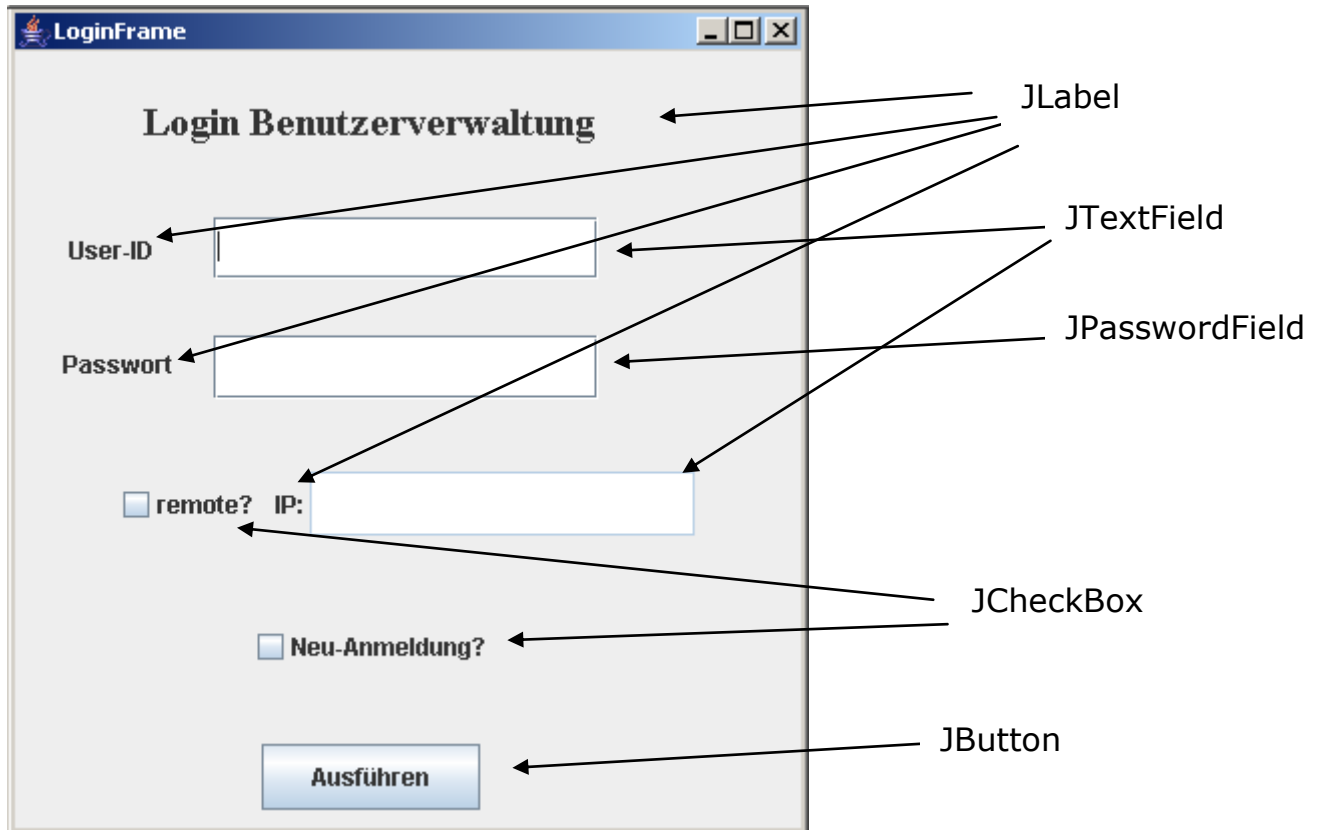 LoginFrame
JLabel
Login Benutzerverwaltung
JTextField
User-ID
JPasswordField
Passwort
remote? IP:
JCheckBox
Neu-Anmeldung?
JButton
Ausführen